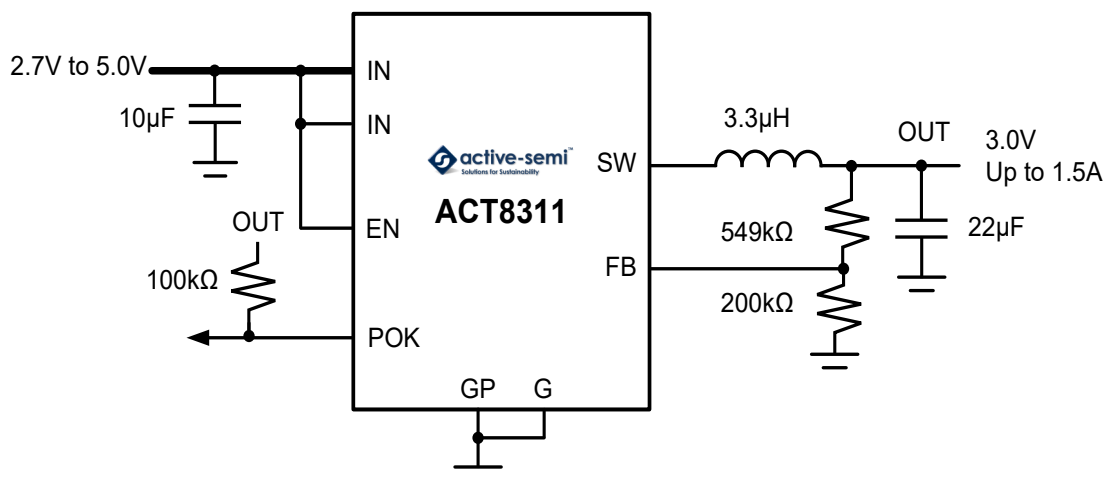 2.7V to 5.0V
10µF
IN
IN
EN
POK
OUT
100kΩ
active-semi™
Solutions for Sustainability
ACT8311
GP G
SW
FB
3.3µH
OUT
3.0V
Up to 1.5A
549kΩ
22µF
200kΩ